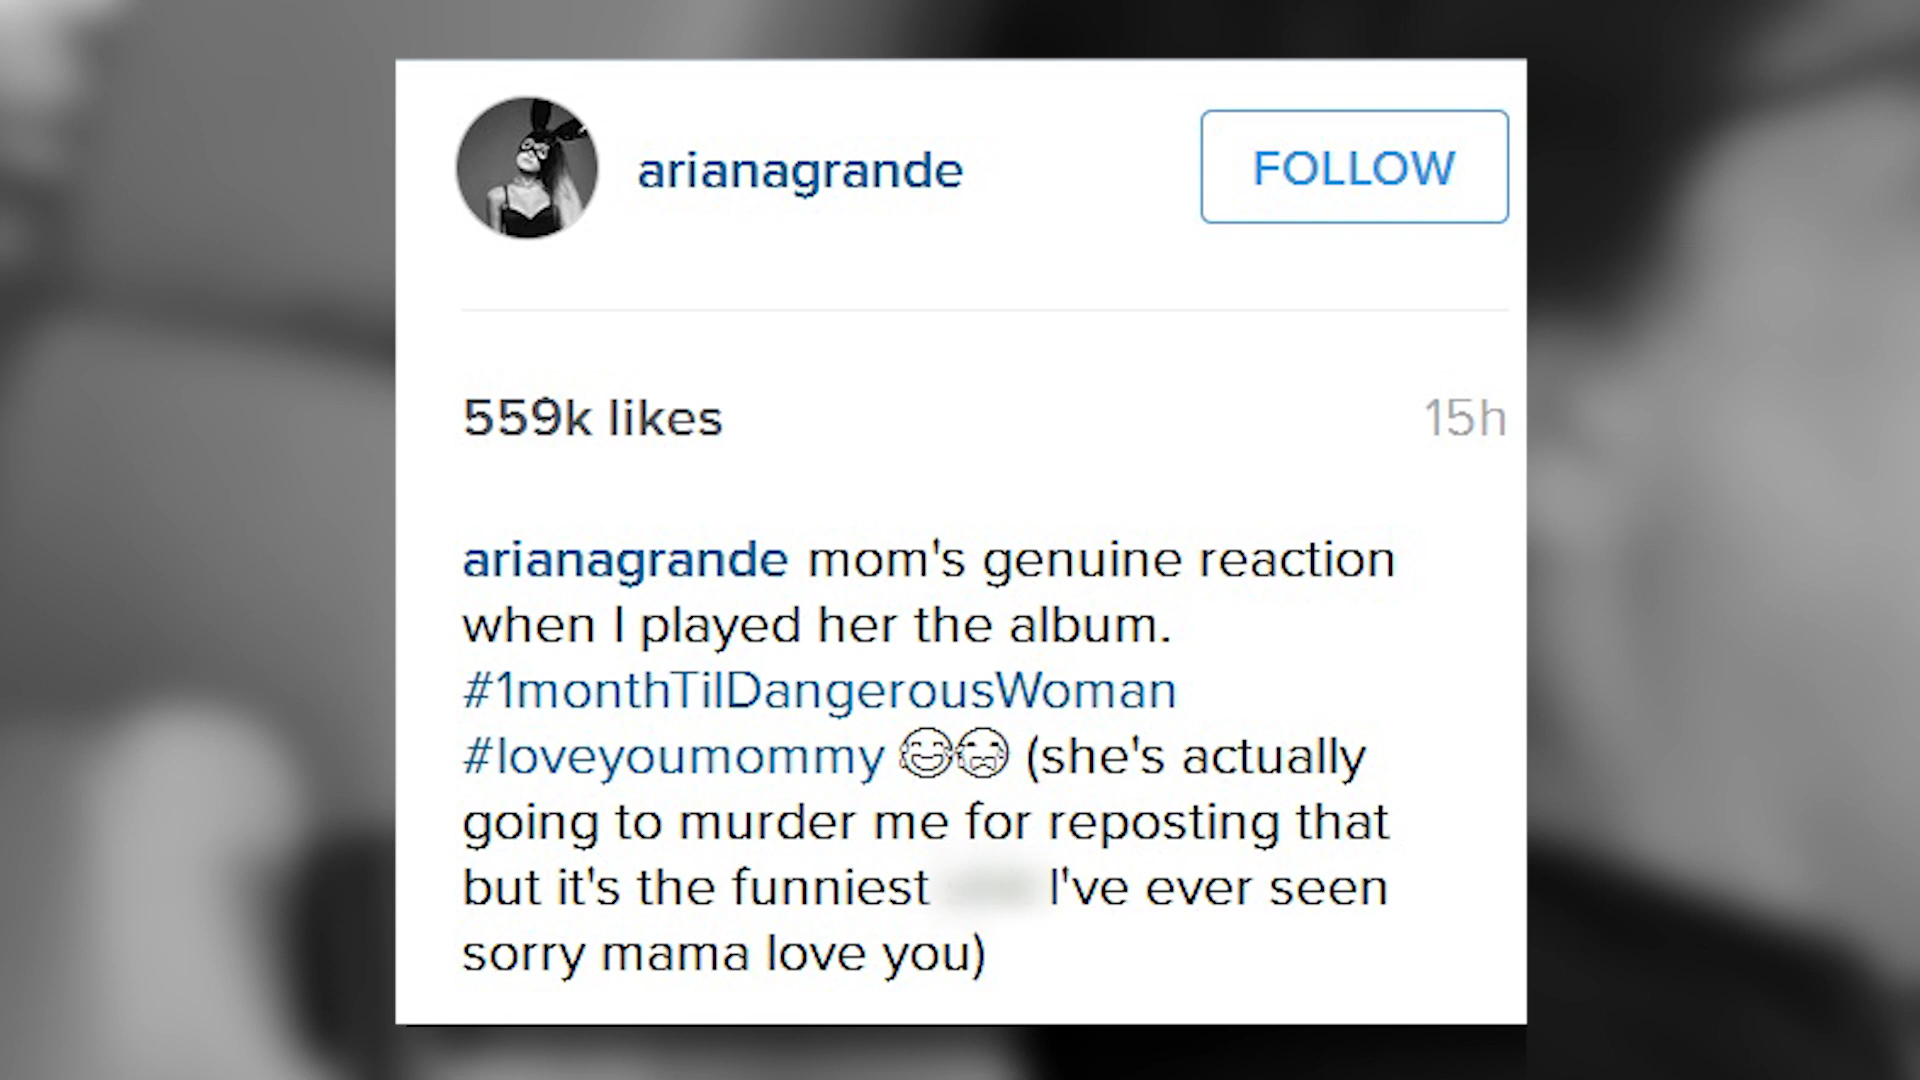 arianagrande
FOLLOW
559k likes
15h
arianagrande mom's genuine reaction
when I played her the album.
#1monthTilDangerousWoman
#loveyoumommy 😂😭 (she's actually
going to murder me for reposting that
but it's the funniest I've ever seen
sorry mama love you)